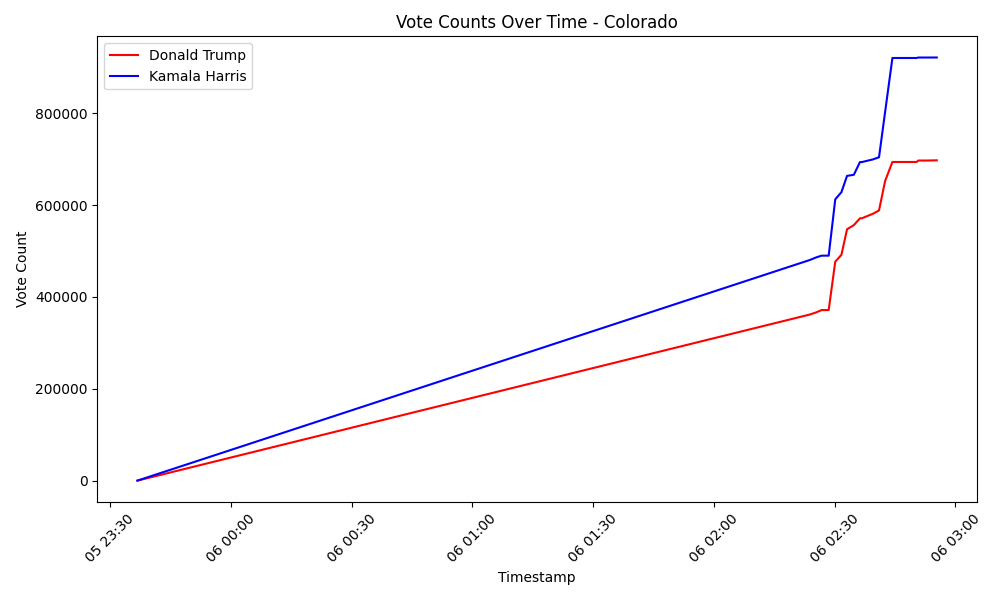 Vote Counts Over Time - Colorado
Donald Trump
Kamala Harris
Vote Count
800000
600000
400000
200000
0
05 23:30
06 00:00
06 00:30
06 01:00
06 01:30
06 02:00
06 02:30
06 03:00
Timestamp